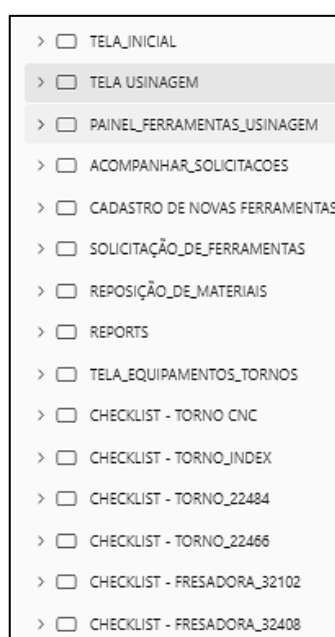 TELA_INICIAL
TELA USINAGEM
PAINEL_FERRAMENTAS_USINAGEM
ACOMPANHAR_SOLICITACOES
CADASTRO DE NOVAS FERRAMENTAS
SOLICITAÇÃO_DE_FERRAMENTAS
REPOSIÇÃO_DE_MATERIAIS
REPORTS
TELA_EQUIPAMENTOS_TORNOS
CHECKLIST - TORNO CNC
CHECKLIST - TORNO_INDEX
CHECKLIST - TORNO_22484
CHECKLIST - TORNO_22466
CHECKLIST - FRESADORA_32102
CHECKLIST - FRESADORA_32408